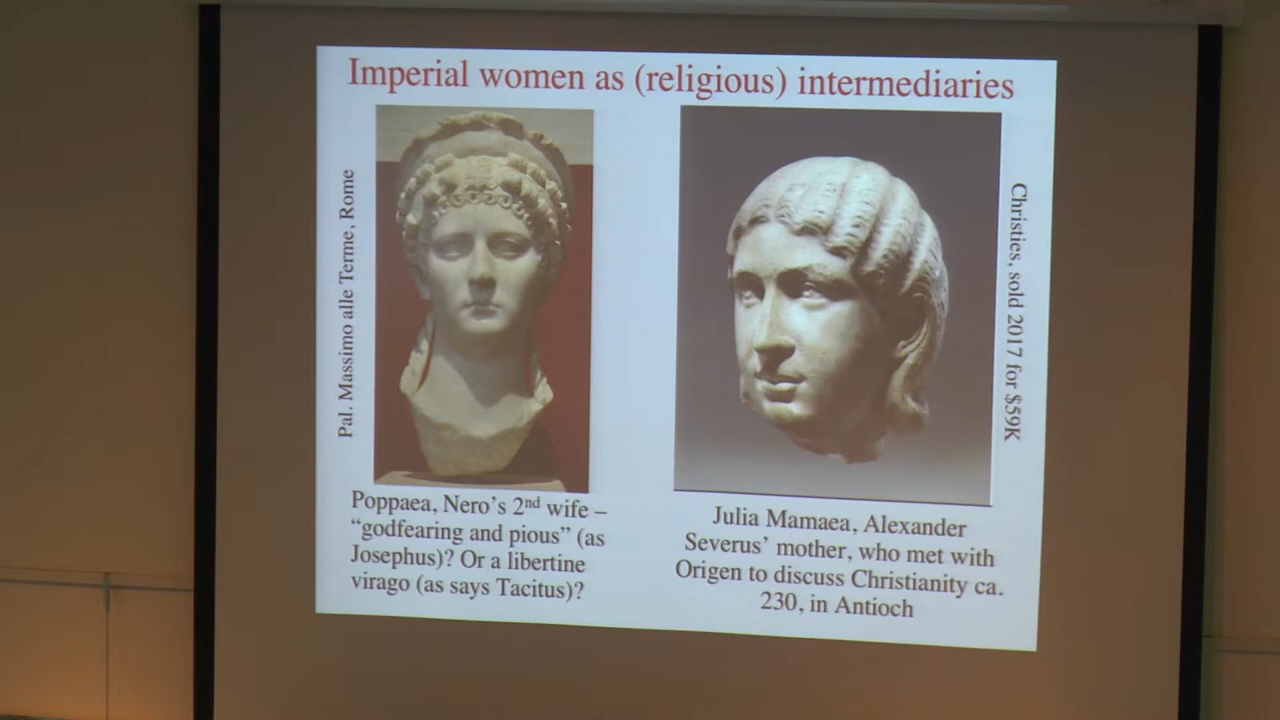 Imperial women as (religious) intermediaries
Pal. Massimo alle Terme, Rome
Christies, sold 2017 for $59K
Poppaea, Nero's 2nd wife –
"godfearing and pious" (as
Josephus)? Or a libertine
virago (as says Tacitus)?
Julia Mamaea, Alexander
Severus' mother, who met with
Origen to discuss Christianity ca.
230, in Antioch